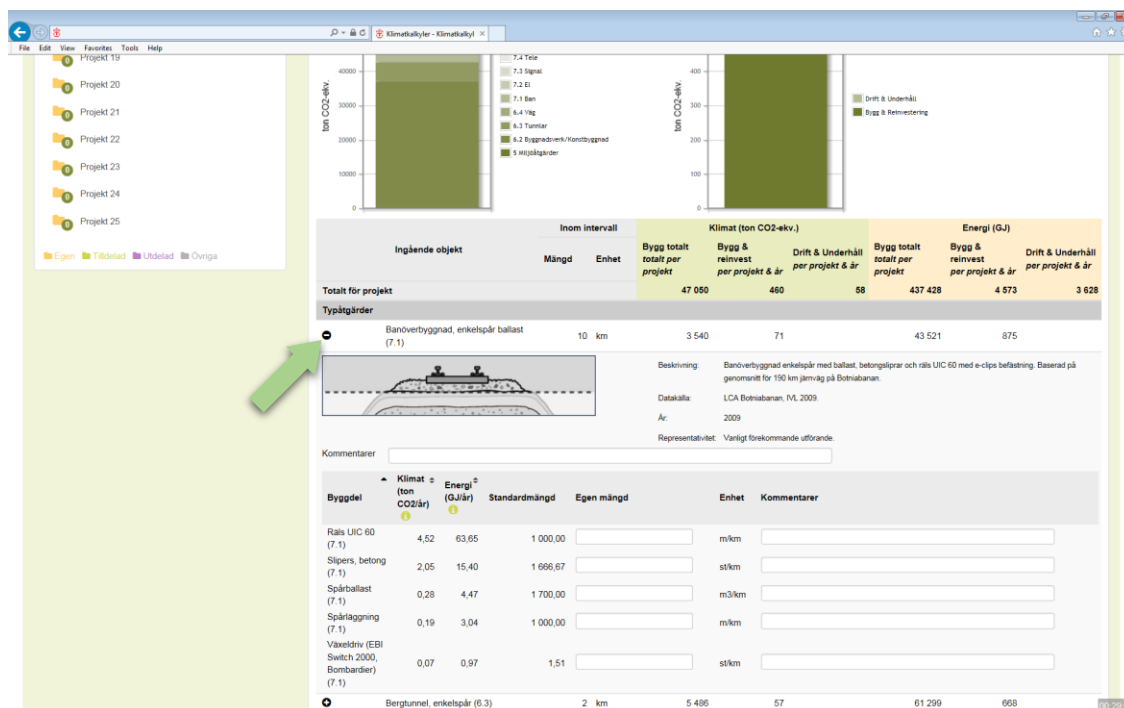 Klimatkalkyler - Klimatkalkyl
File Edit View Favorites Tools Help
Projekt 19
Projekt 20
Projekt 21
Projekt 22
Projekt 23
Projekt 24
Projekt 25
Egen Tilldelad Utdelad Övriga
ton CO2-ekv.
40000
30000
20000
10000
0
7.4 Tele
7.3 Signal
7.2 El
7.1 Ban
6.4 Väg
6.3 Tunnlar
6.2 Byggnadsverk/Konstbyggnad
5 Miljöåtgärder
ton CO2-ekv.
400
300
200
100
0
Drift & Underhåll
Bygg & Reinvestering
Ingående objekt
Inom intervall
Mängd Enhet
Klimat (ton CO2-ekv.)
Bygg totalt totalt per projekt
Bygg & reinvest per projekt & år
Drift & Underhåll per projekt & år
Energi (GJ)
Bygg totalt totalt per projekt
Bygg & reinvest per projekt & år
Drift & Underhåll per projekt & år
Totalt för projekt 47 050 460 58 437 428 4 573 3 628
Typåtgärder
Banöverbyggnad, enkelspår ballast
(7.1)
10 km 3 540 71 43 521 875
Beskrivning: Banöverbyggnad enkelspår med ballast, betongsliprar och räls UIC 60 med e-clips befästning. Baserad på
genomsnitt för 190 km järnväg på Botniabanan.
Datakälla: LCA Botniabanan, IVL 2009.
År: 2009
Representativitet: Vanligt förekommande utförande.
Kommentarer
Byggdel Klimat (ton CO2/år) Energi (GJ/år) Standardmängd Egen mängd Enhet Kommentarer
Räls UIC 60
(7.1)
4,52 63,65 1 000,00 m/km
Slipers, betong
(7.1)
2,05 15,40 1 666,67 st/km
Spårballast
(7.1)
0,28 4,47 1 700,00 m3/km
Spårläggning
(7.1)
0,19 3,04 1 000,00 m/km
Växeldriv (EBI
Switch 2000,
Bombardier)
(7.1)
0,07 0,97 1,51 st/km
Bergtunnel, enkelspår (6.3) 2 km 5 486 57 61 299 668